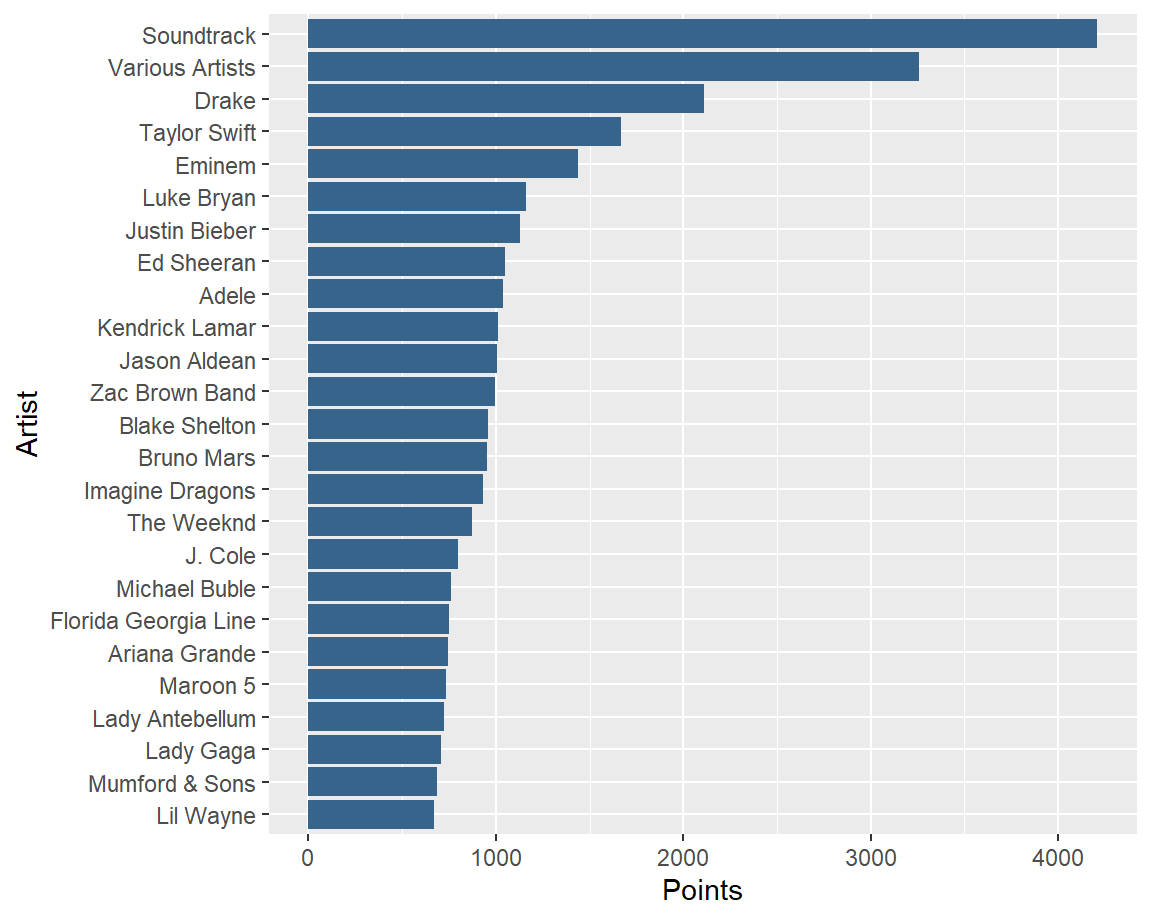 Soundtrack
Various Artists
Drake
Taylor Swift
Eminem
Luke Bryan
Justin Bieber
Ed Sheeran
Adele
Kendrick Lamar
Jason Aldean
Zac Brown Band
Blake Shelton
Bruno Mars
Imagine Dragons
The Weeknd
J. Cole
Michael Buble
Florida Georgia Line
Ariana Grande
Maroon 5
Lady Antebellum
Lady Gaga
Mumford & Sons
Lil Wayne
Artist
0 1000 2000 3000 4000
Points